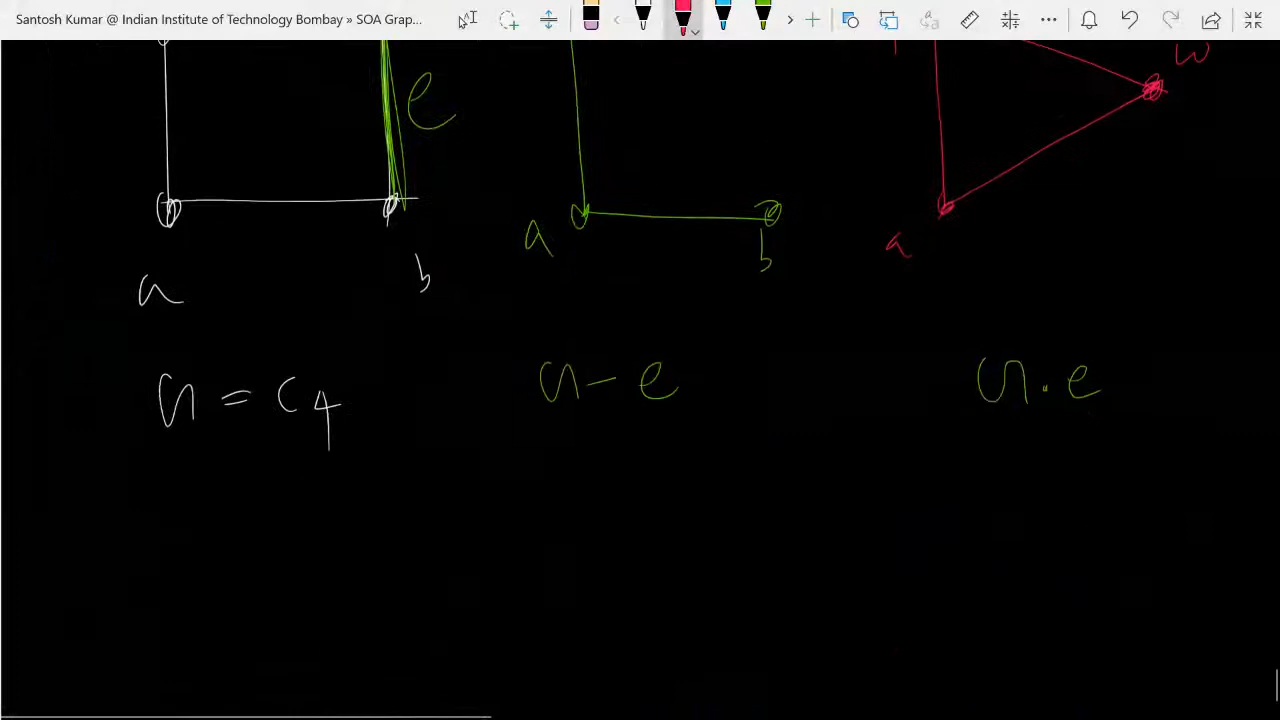 Santosh Kumar @ Indian Institute of Technology Bombay » SOA Grap...
e
w
a
b
a
b
a
G = C4
G - e
G . e